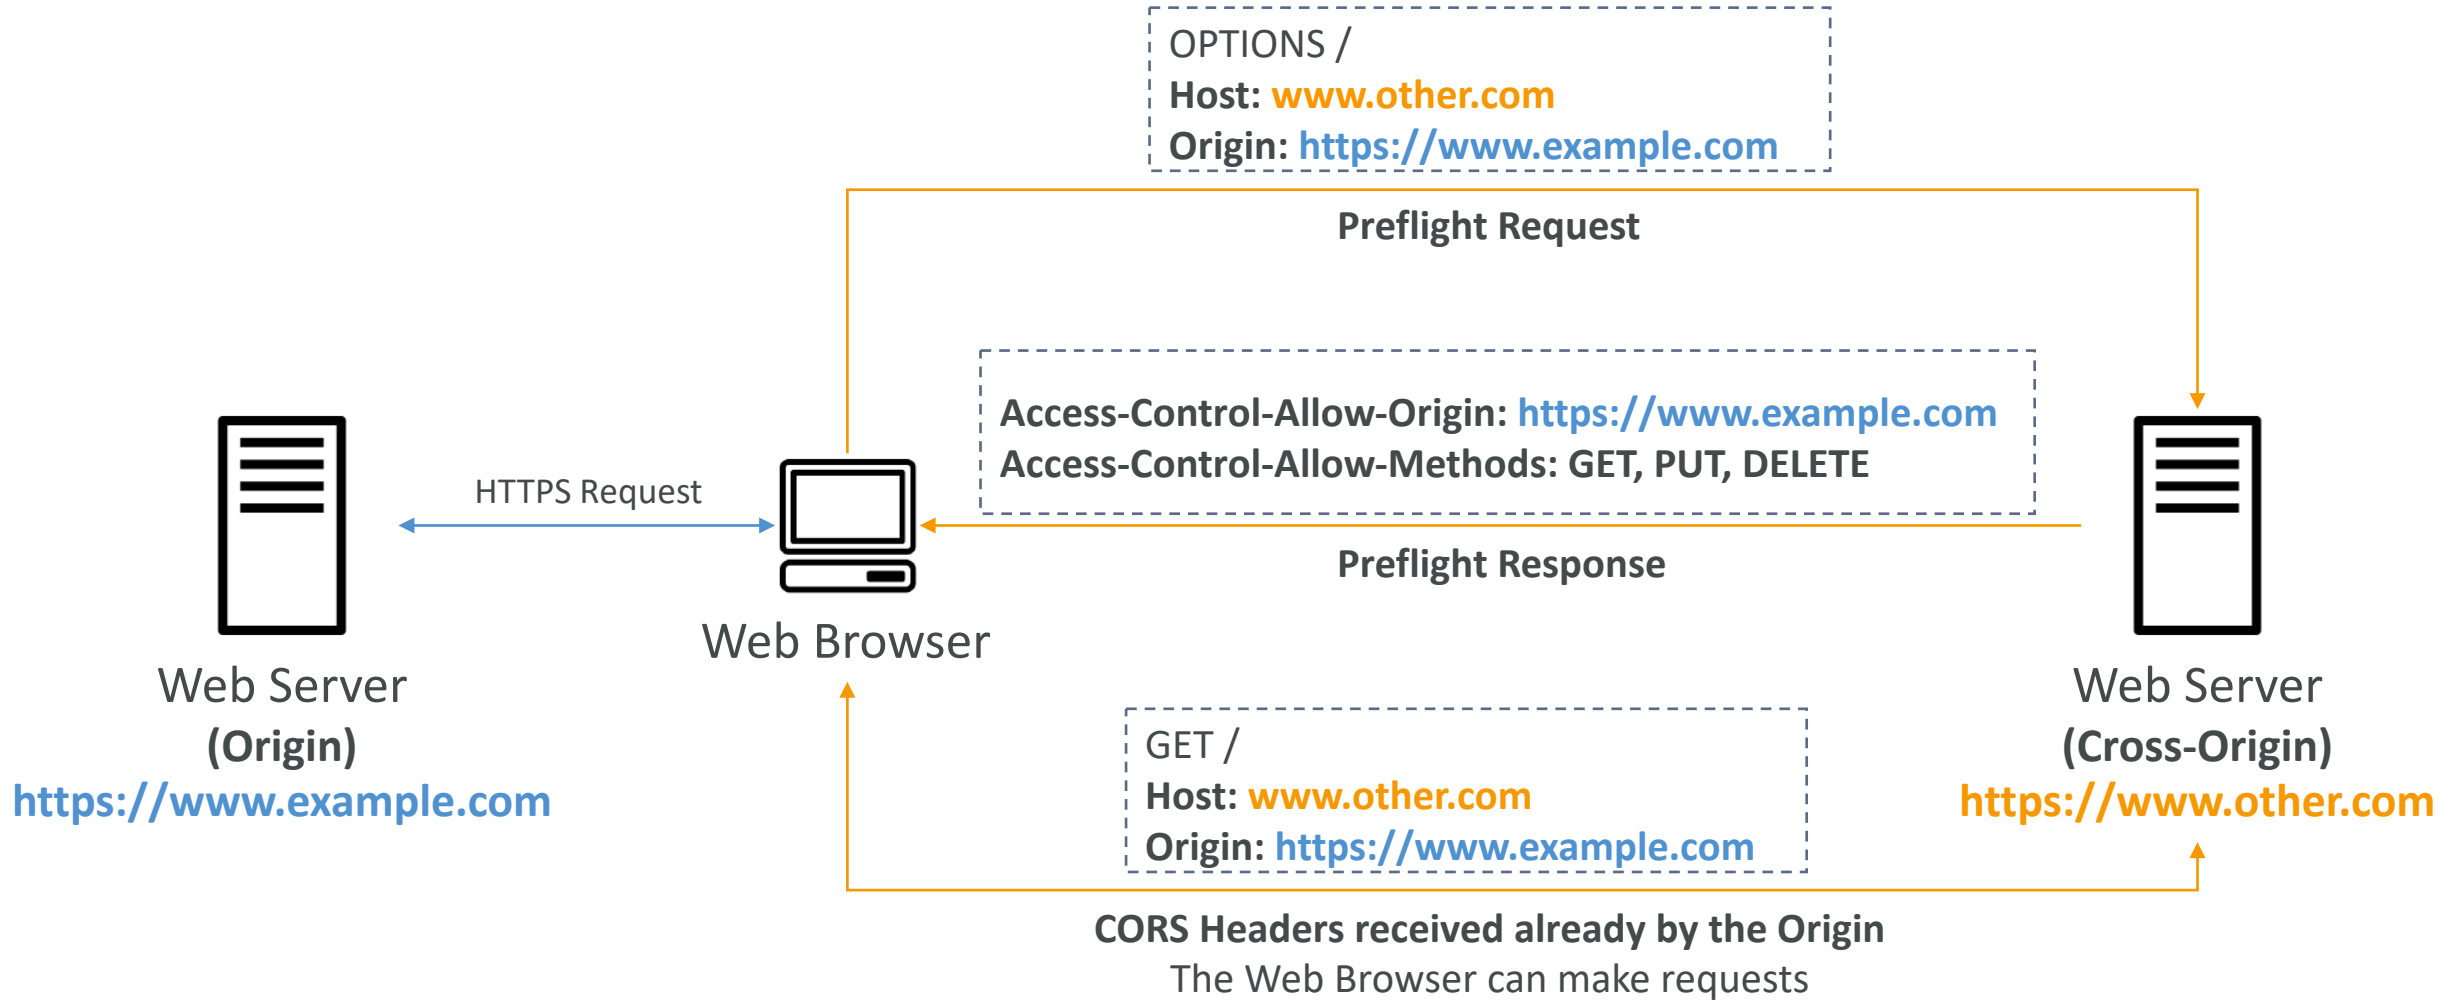 OPTIONS /
Host: www.other.com
Origin: https://www.example.com
Preflight Request
Access-Control-Allow-Origin: https://www.example.com
Access-Control-Allow-Methods: GET, PUT, DELETE
Preflight Response
HTTPS Request
Web Server
(Origin)
https://www.example.com
Web Browser
Web Server
(Cross-Origin)
https://www.other.com
GET /
Host: www.other.com
Origin: https://www.example.com
CORS Headers received already by the Origin
The Web Browser can make requests